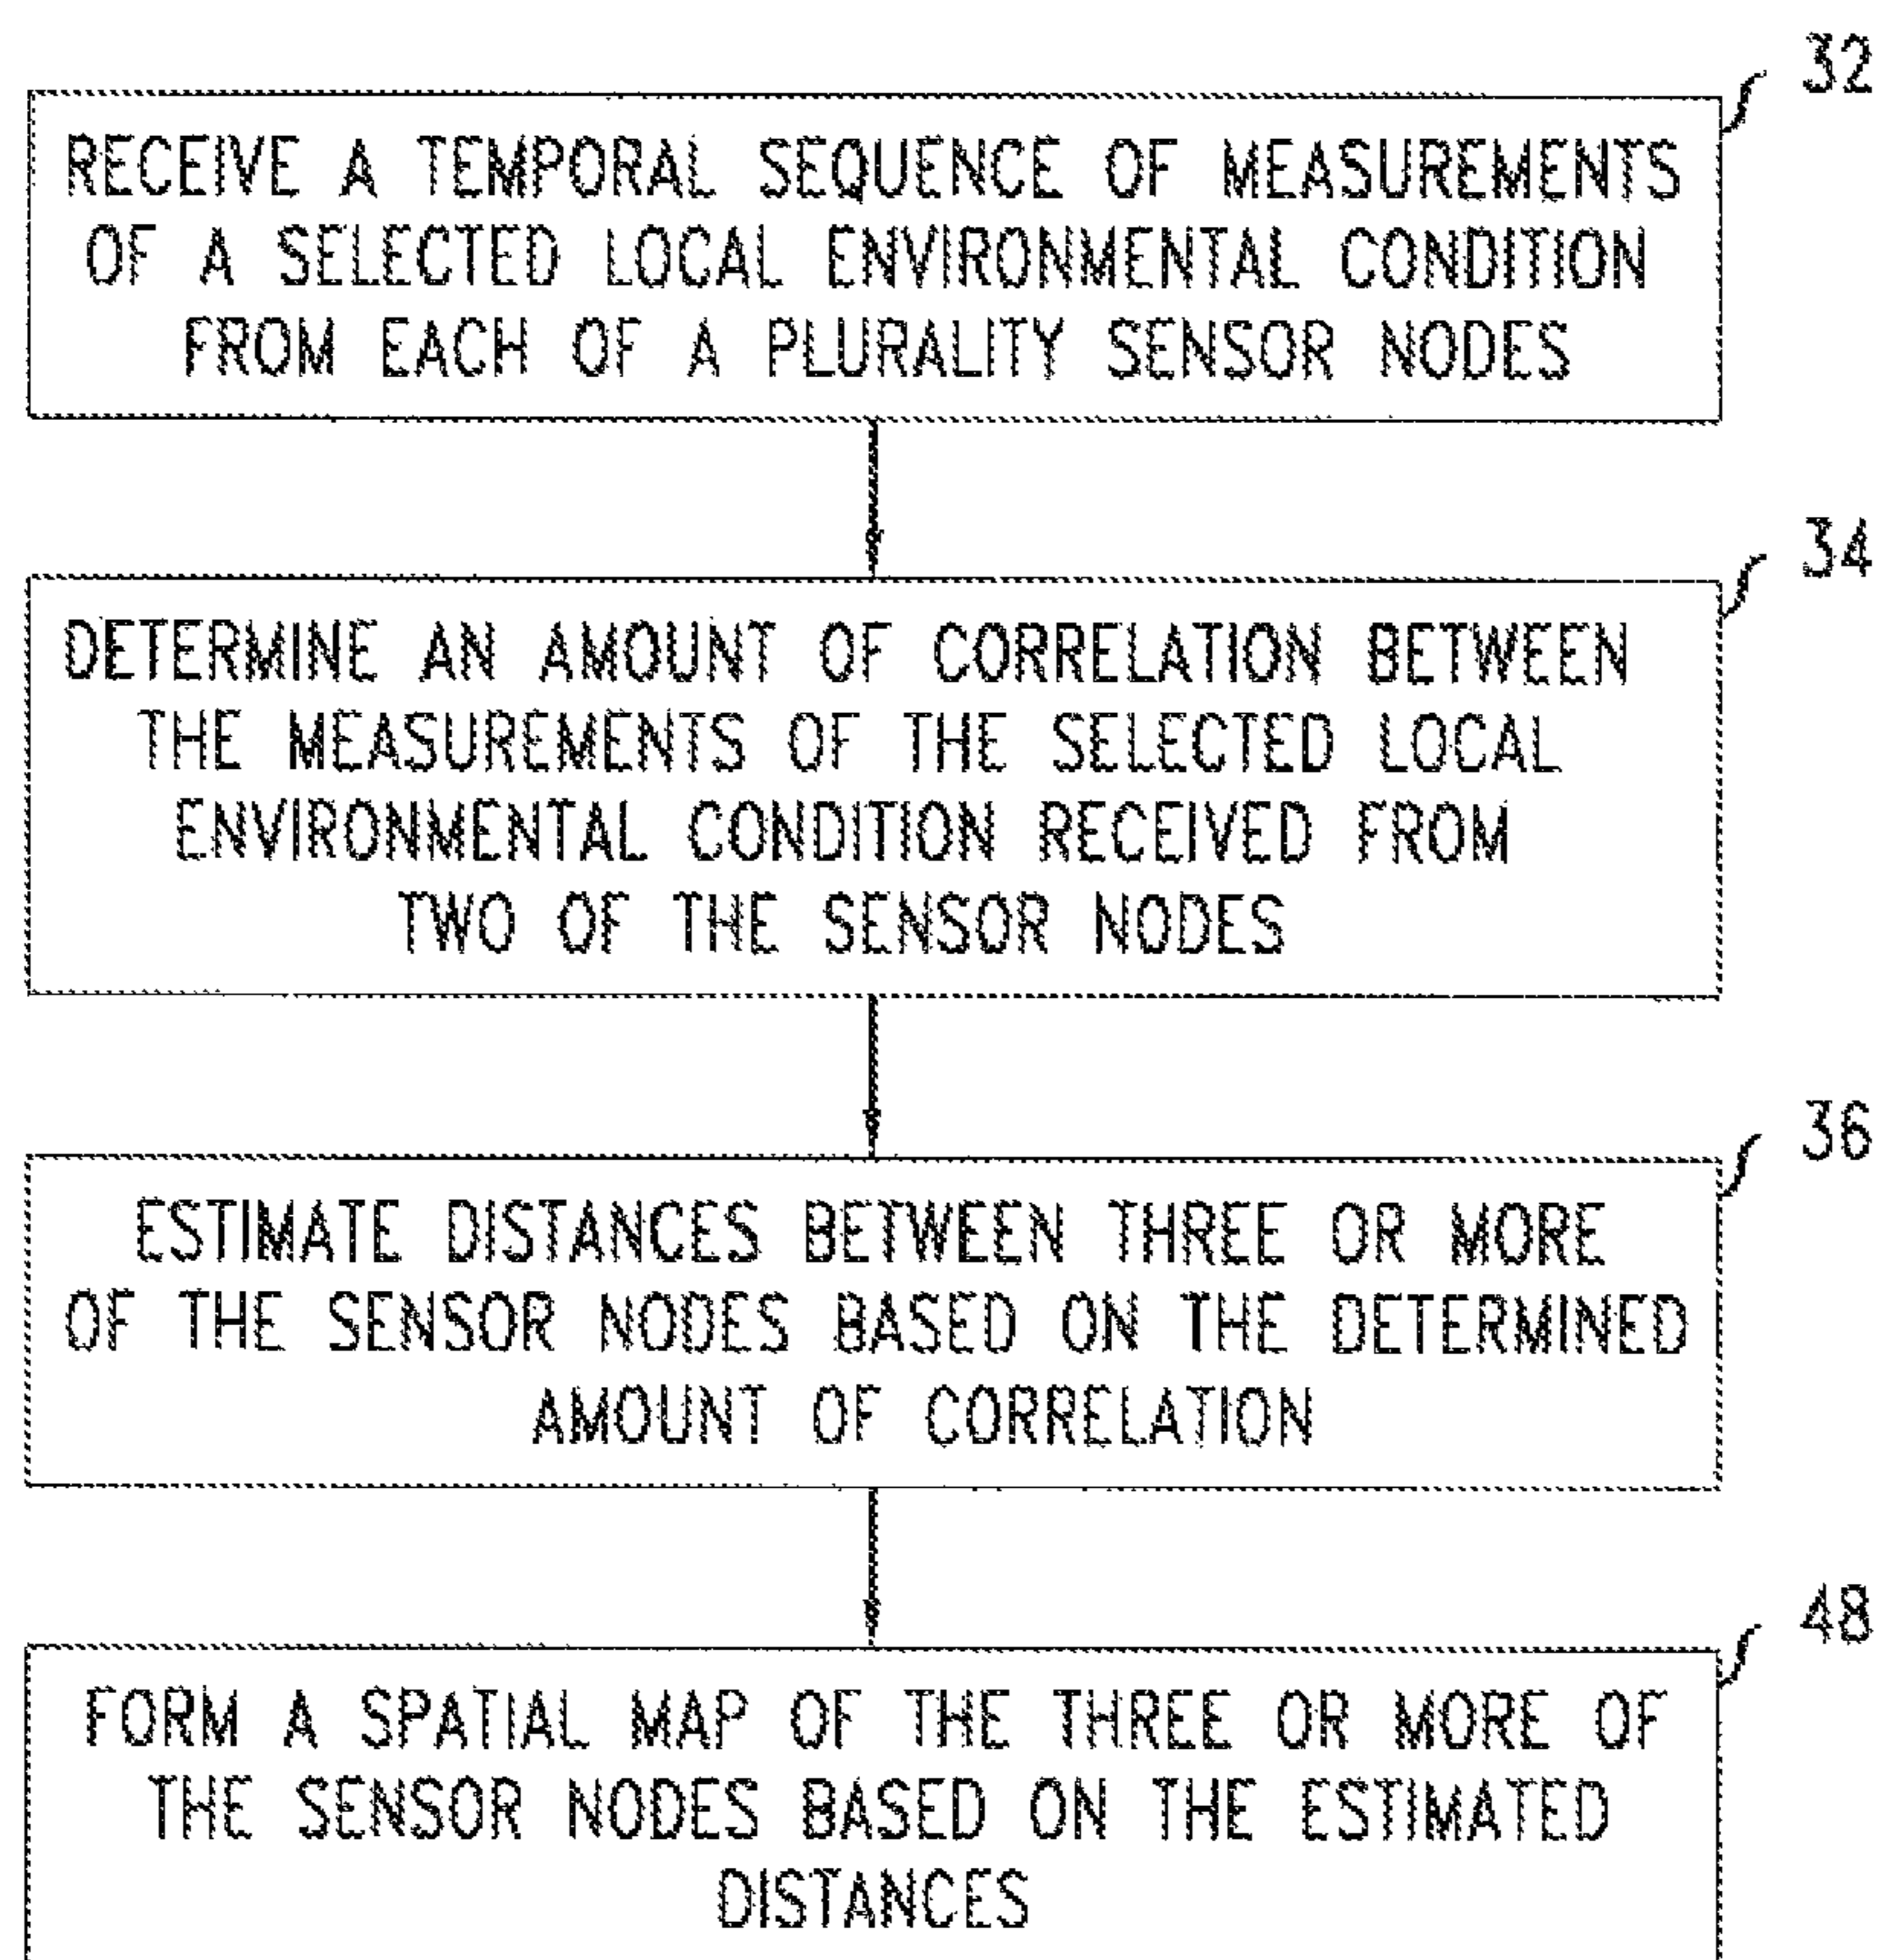 32
RECEIVE A TEMPORAL SEQUENCE OF MEASUREMENTS
OF A SELECTED LOCAL ENVIRONMENTAL CONDITION
FROM EACH OF A PLURALITY SENSOR NODES
34
DETERMINE AN AMOUNT OF CORRELATION BETWEEN
THE MEASUREMENTS OF THE SELECTED LOCAL
ENVIRONMENTAL CONDITION RECEIVED FROM
TWO OF THE SENSOR NODES
36
ESTIMATE DISTANCES BETWEEN THREE OR MORE
OF THE SENSOR NODES BASED ON THE DETERMINED
AMOUNT OF CORRELATION
48
FORM A SPATIAL MAP OF THE THREE OR MORE OF
THE SENSOR NODES BASED ON THE ESTIMATED
DISTANCES